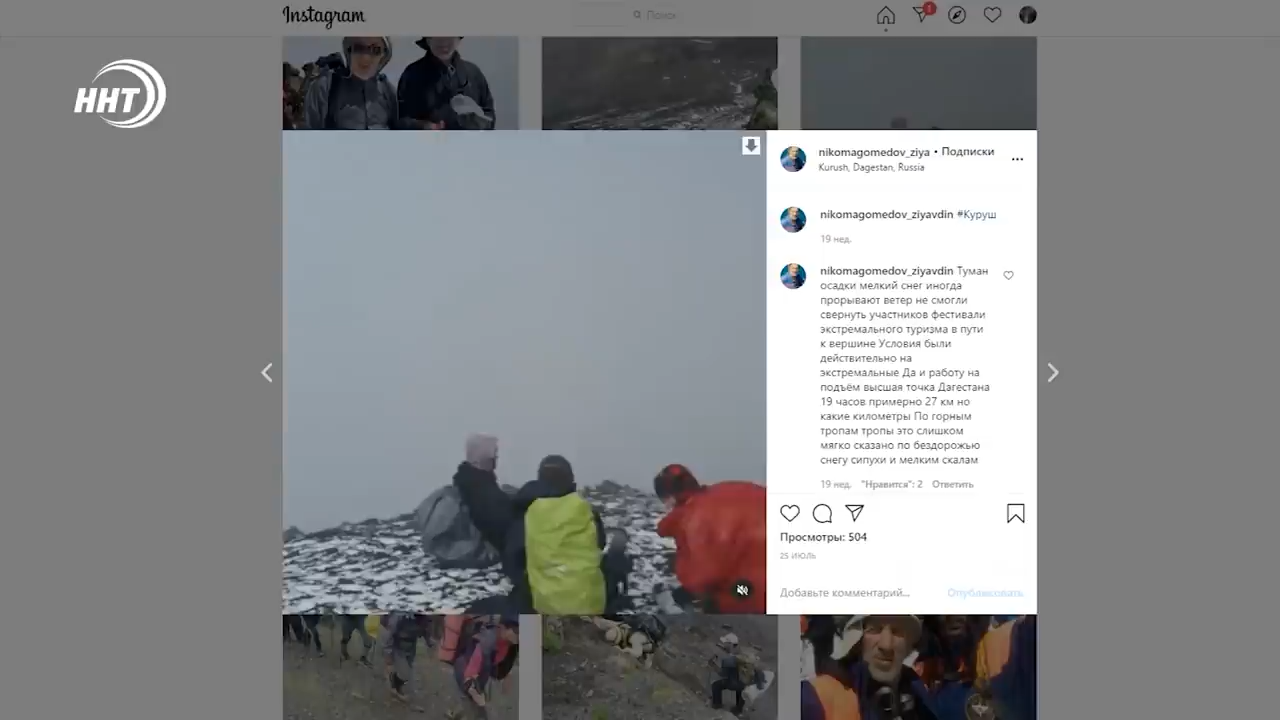 Instagram
Поиск
1
ННТ
nikomagomedov_ziya • Подписки
Kurush, Dagestan, Russia
nikomagomedov_ziyavdin #Куруш
19 нед.
nikomagomedov_ziyavdin Туман
осадки мелкий снег иногда
прорывают ветер не смогли
свернуть участников фестивали
экстремального туризма в пути
к вершине Условия были
действительно на
экстремальные Да и работу на
подъём высшая точка Дагестана
19 часов примерно 27 км но
какие километры По горным
тропам тропы это слишком
мягко сказано по бездорожью
снегу сипухи и мелким скалам
19 нед. "Нравится": 2 Ответить
Просмотры: 504
25 ИЮЛЬ
Добавьте комментарий... Опубликовать